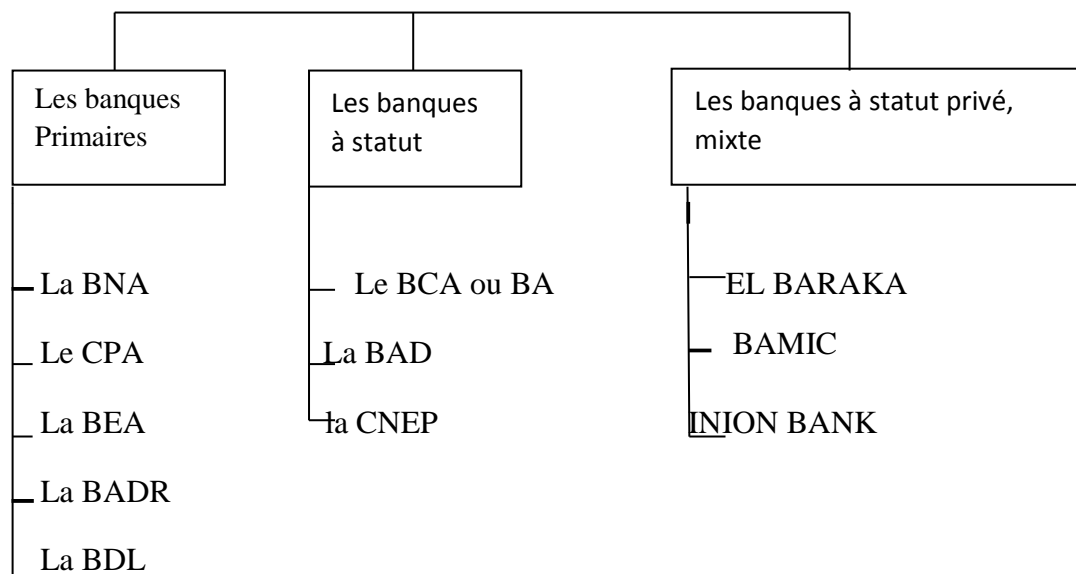 Les banques
Primaires
Les banques
à statut
Les banques à statut privé,
mixte
La BNA
Le CPA
La BEA
La BADR
La BDL
Le BCA ou BA
La BAD
la CNEP
EL BARAKA
BAMIC
INION BANK